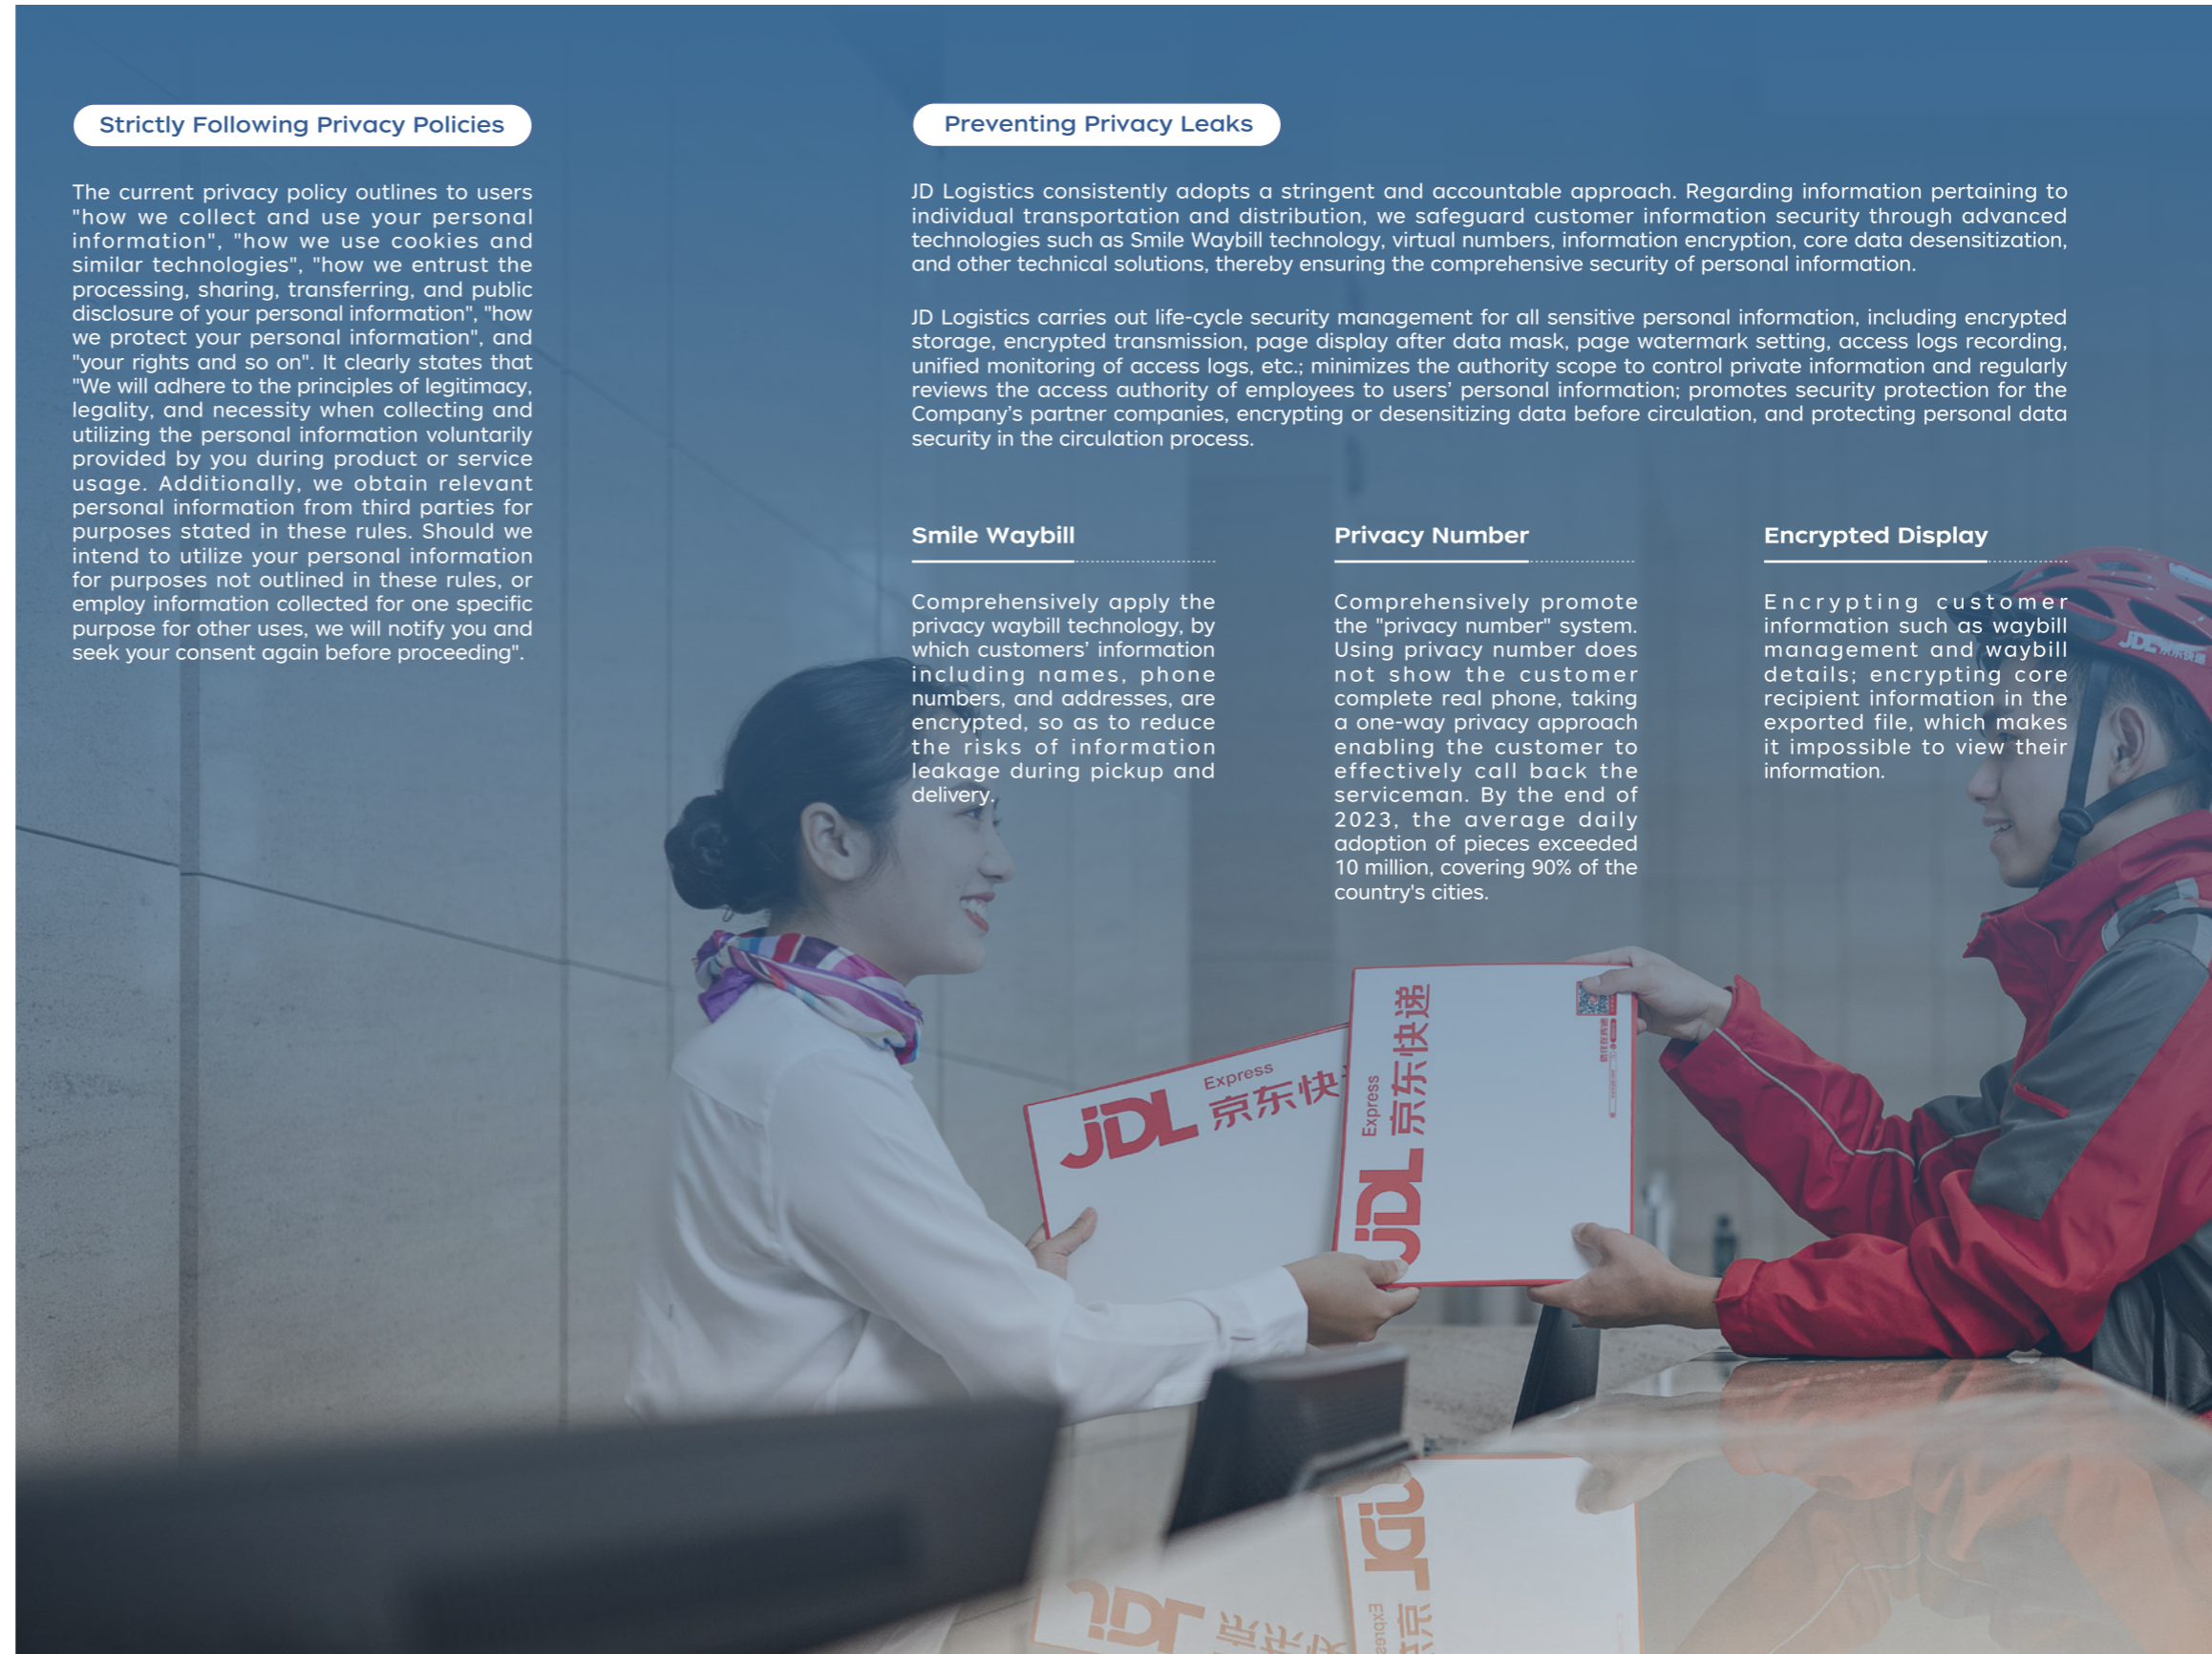 Strictly Following Privacy Policies
The current privacy policy outlines to users
"how we collect and use your personal
information", "how we use cookies and
similar technologies", "how we entrust the
processing, sharing, transferring, and public
disclosure of your personal information", "how
we protect your personal information", and
"your rights and so on". It clearly states that
"We will adhere to the principles of legitimacy,
legality, and necessity when collecting and
utilizing the personal information voluntarily
provided by you during product or service
usage. Additionally, we obtain relevant
personal information from third parties for
purposes stated in these rules. Should we
intend to utilize your personal information
for purposes not outlined in these rules, or
employ information collected for one specific
purpose for other uses, we will notify you and
seek your consent again before proceeding".
Preventing Privacy Leaks
JD Logistics consistently adopts a stringent and accountable approach. Regarding information pertaining to
individual transportation and distribution, we safeguard customer information security through advanced
technologies such as Smile Waybill technology, virtual numbers, information encryption, core data desensitization,
and other technical solutions, thereby ensuring the comprehensive security of personal information.
JD Logistics carries out life-cycle security management for all sensitive personal information, including encrypted
storage, encrypted transmission, page display after data mask, page watermark setting, access logs recording,
unified monitoring of access logs, etc.; minimizes the authority scope to control private information and regularly
reviews the access authority of employees to users’ personal information; promotes security protection for the
Company’s partner companies, encrypting or desensitizing data before circulation, and protecting personal data
security in the circulation process.
Smile Waybill
Comprehensively apply the
privacy waybill technology, by
which customers’ information
including names, phone
numbers, and addresses, are
encrypted, so as to reduce
the risks of information
leakage during pickup and
delivery.
Privacy Number
Comprehensively promote
the "privacy number" system.
Using privacy number does
not show the customer
complete real phone, taking
a one-way privacy approach
enabling the customer to
effectively call back the
serviceman. By the end of
2023, the average daily
adoption of pieces exceeded
10 million, covering 90% of the
country's cities.
Encrypted Display
Encrypting customer
information such as waybill
management and waybill
details; encrypting core
recipient information in the
exported file, which makes
it impossible to view their
information.
JDL 京东快递
JDL Express 京东快
JDL Express 京东快递